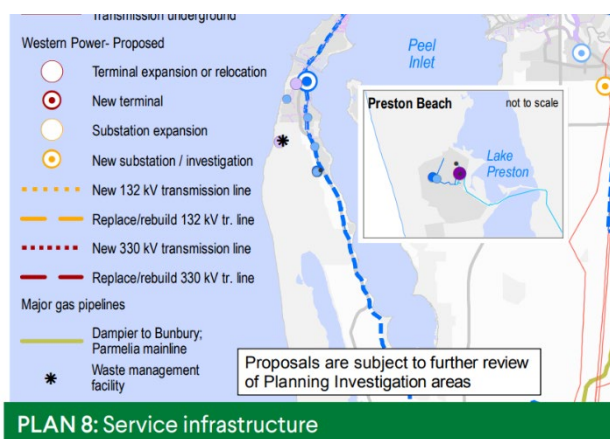 Transmission underground
Western Power- Proposed
Terminal expansion or relocation
New terminal
Substation expansion
New substation / investigation
New 132 kV transmission line
Replace/rebuild 132 kV tr. line
New 330 kV transmission line
Replace/rebuild 330 kV tr. line
Major gas pipelines
Dampier to Bunbury;
Parmelia mainline
Waste management
facility
Peel
Inlet
Preston Beach
not to scale
Lake
Preston
Proposals are subject to further review
of Planning Investigation areas
PLAN 8: Service infrastructure